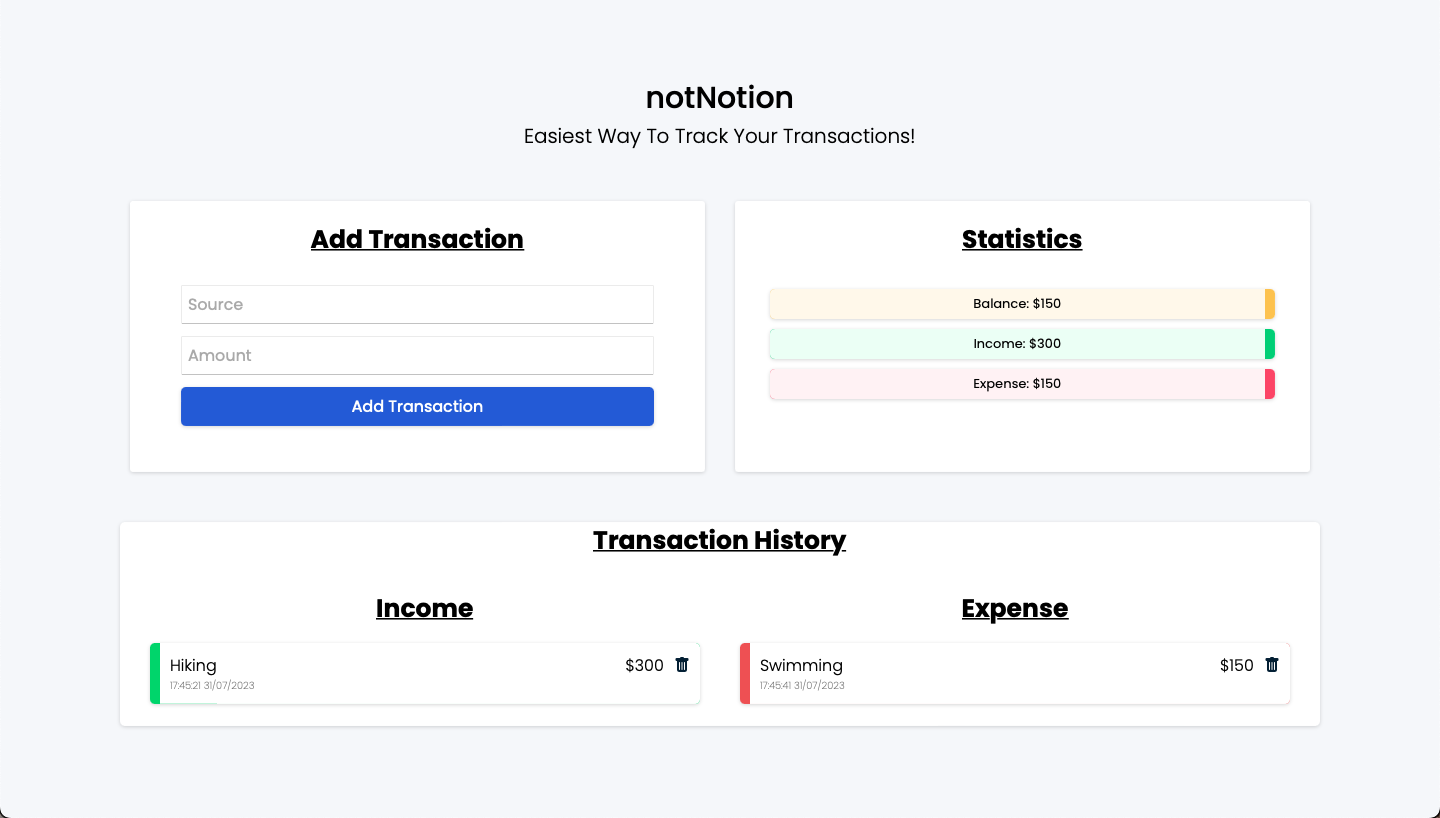 notNotion
Easiest Way To Track Your Transactions!
Add Transaction
Source
Amount
Add Transaction
Statistics
Balance: $150
Income: $300
Expense: $150
Transaction History
Income
Hiking
$300
17:45:21 31/07/2023
Expense
Swimming
$150
17:45:41 31/07/2023